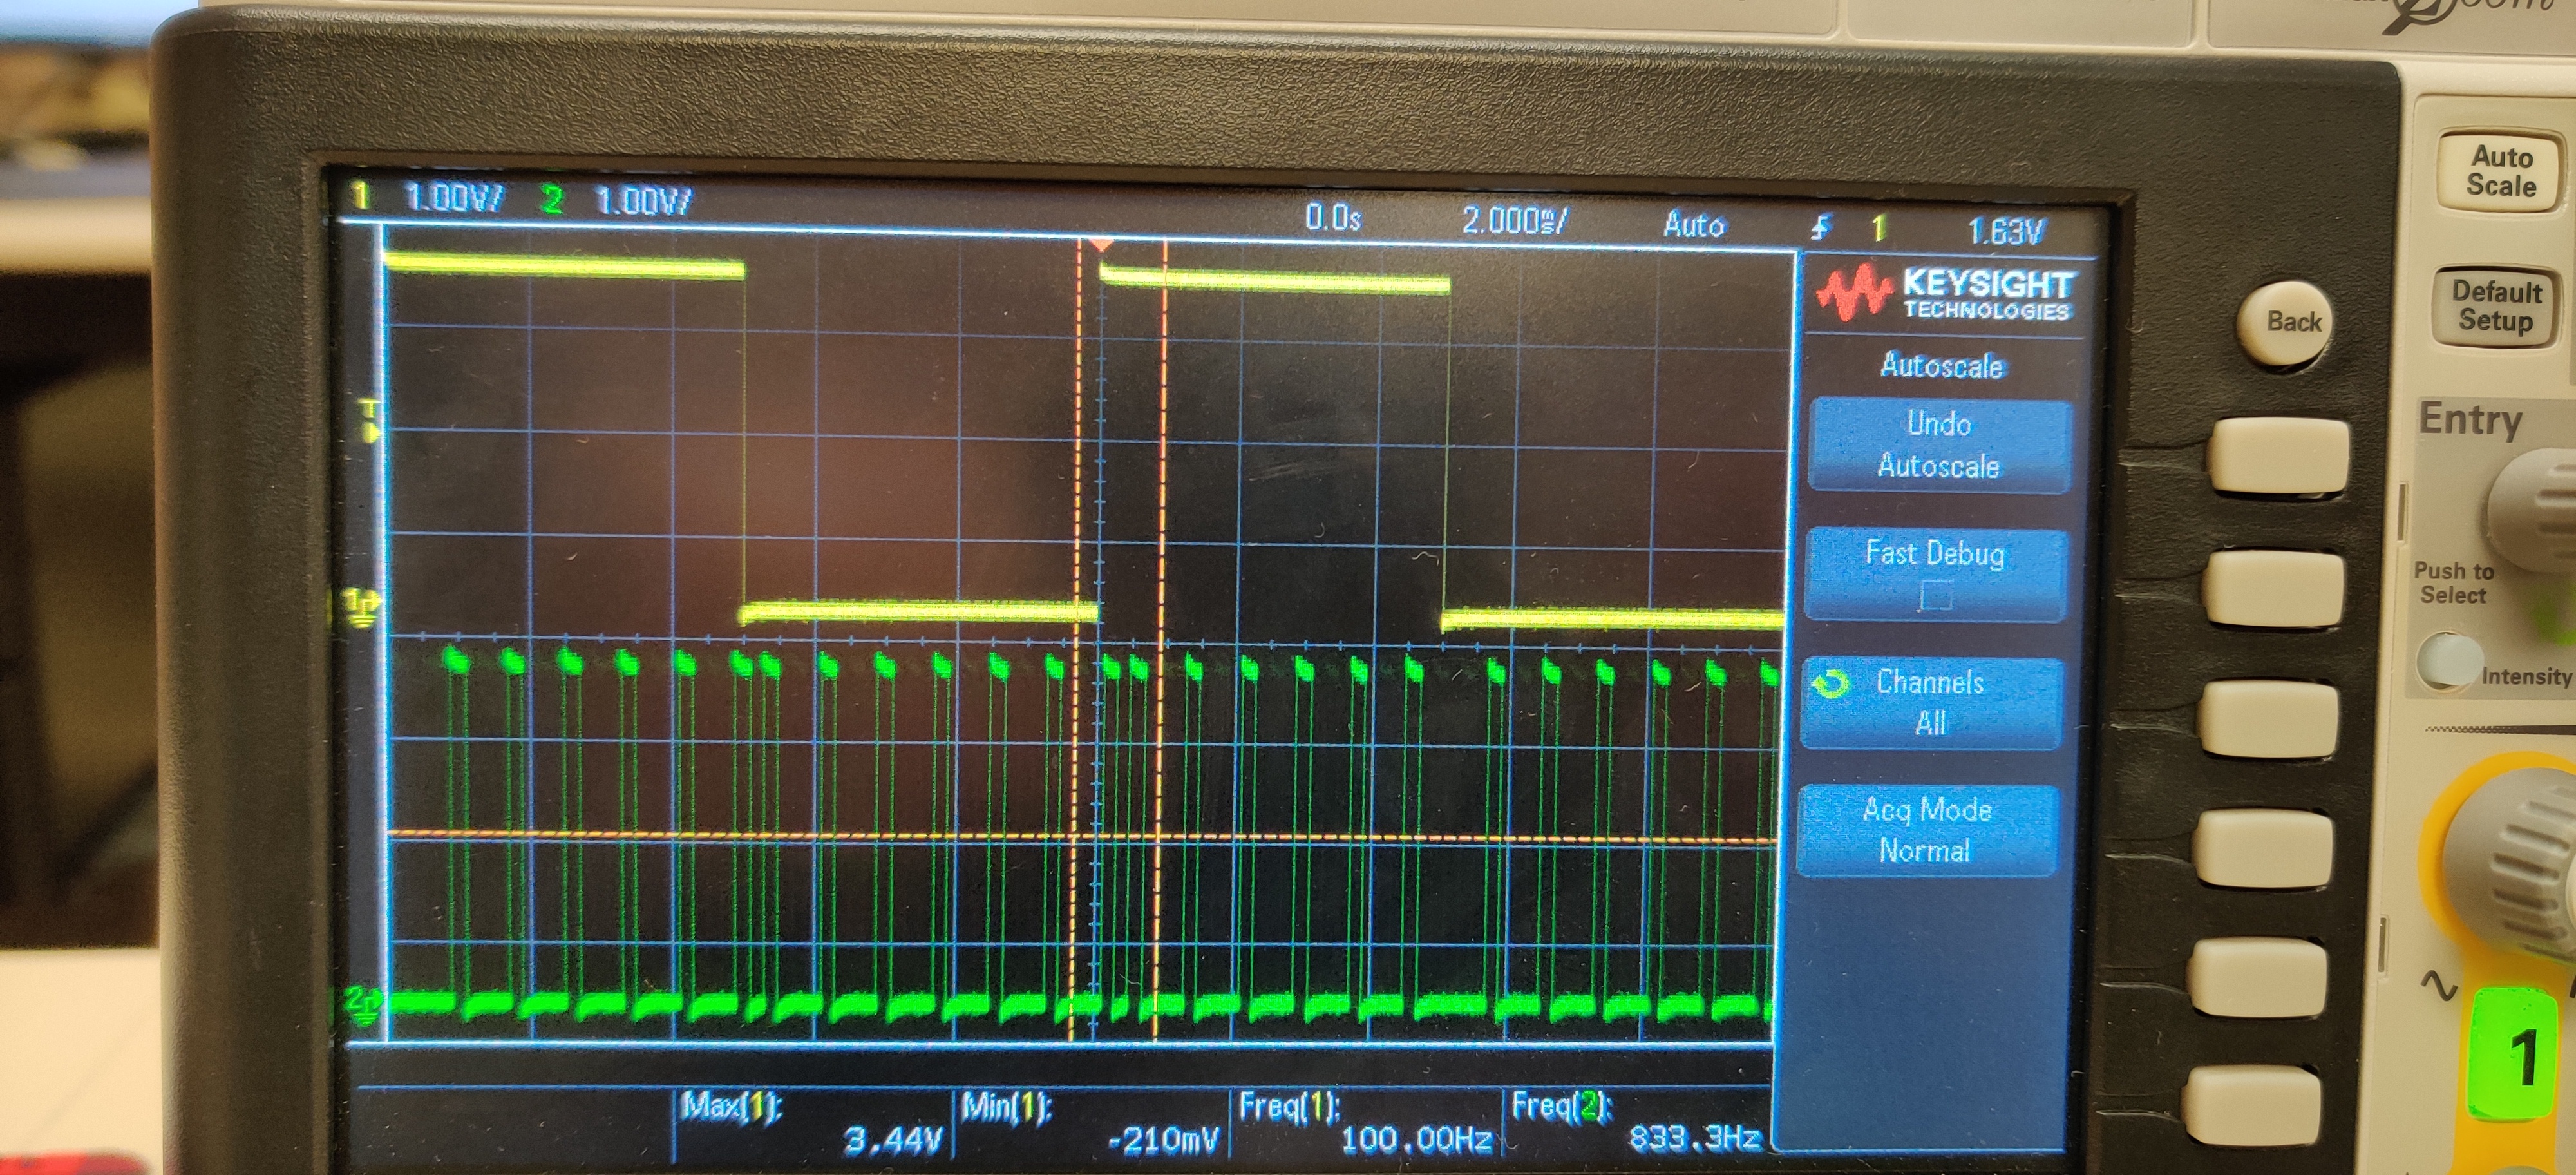 1 1.00V/ 2 1.00V/ 0.0s 2.000ms/ Auto 1 1.63V
KEYSIGHT
TECHNOLOGIES
Autoscale
Undo
Autoscale
Fast Debug
Channels
All
Acq Mode
Normal
T
1
2
Max(1):
3.44V
Min(1):
-210mV
Freq(1):
100.00Hz
Freq(2):
833.3Hz
Back
Auto
Scale
Default
Setup
Entry
Push to
Select
Intensity
1